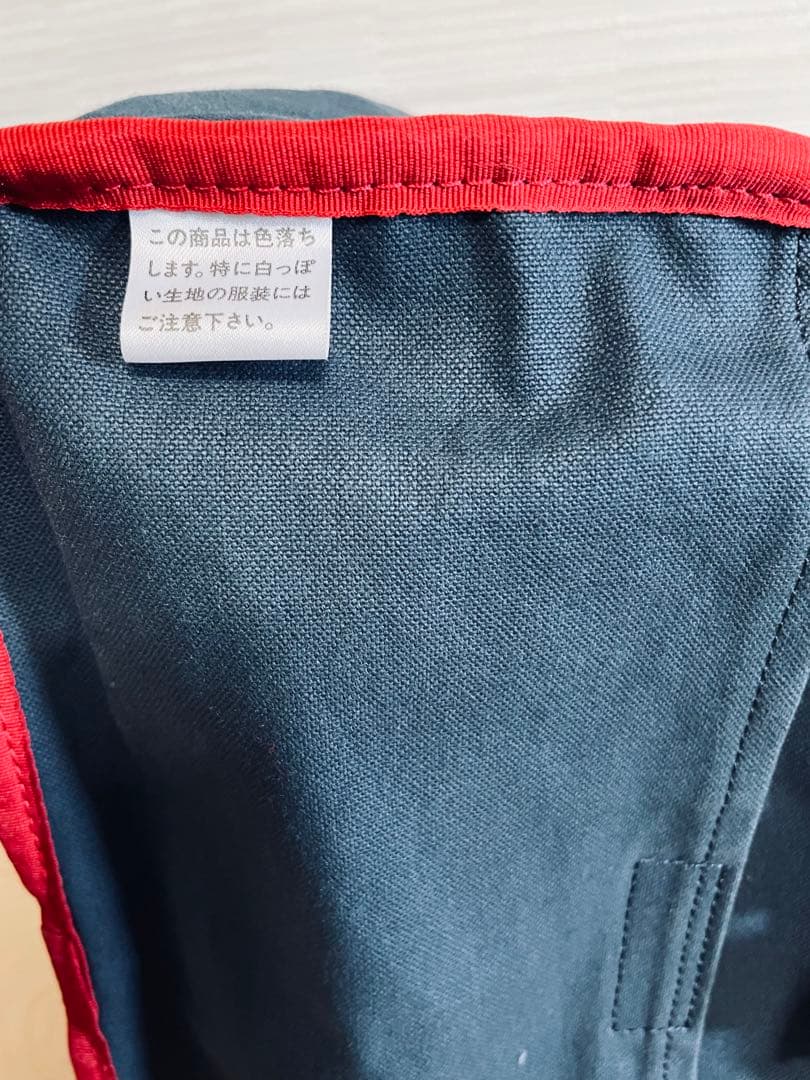 この商品は色落ち
します。特に白っぽ
い生地の服装には
ご注意下さい。